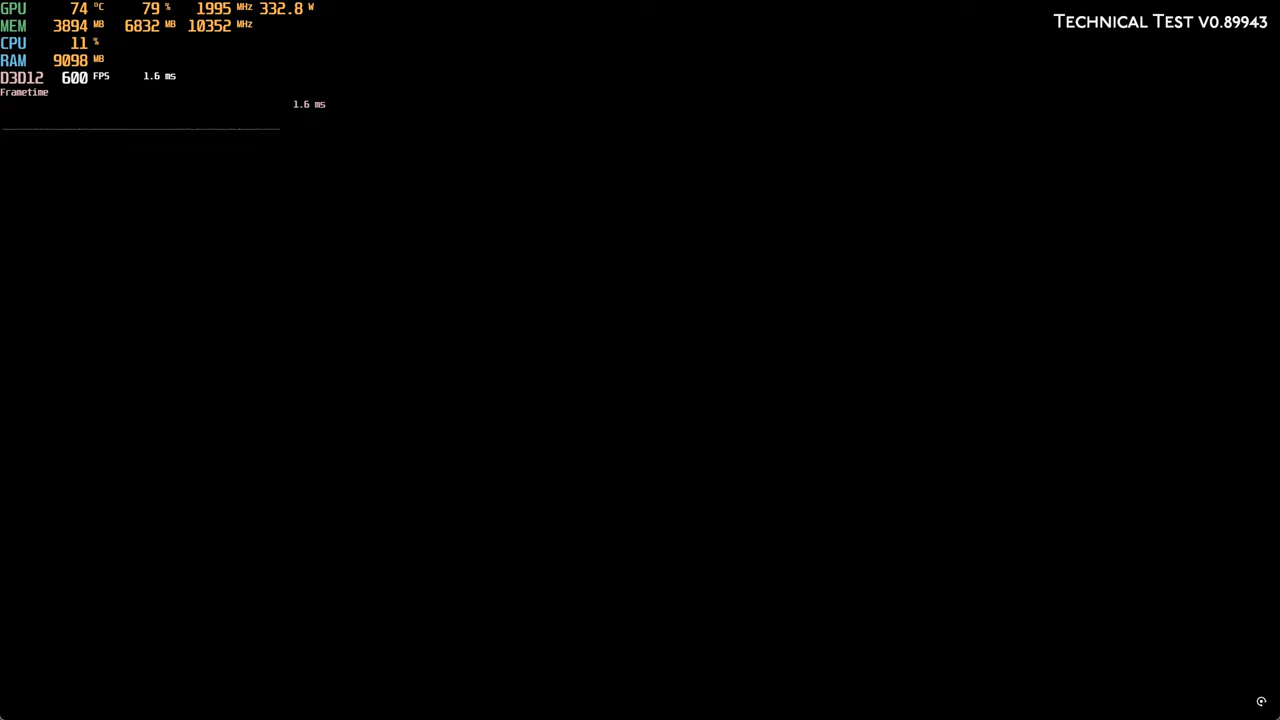 GPU 74 °C 79 % 1995 MHz 332.8 W
MEM 3894 MB 6832 MB 10352 MHz
CPU 11 %
RAM 9098 MB
D3D12 600 FPS 1.6 ms
Frametime
1.6 ms
TECHNICAL TEST V0.89943